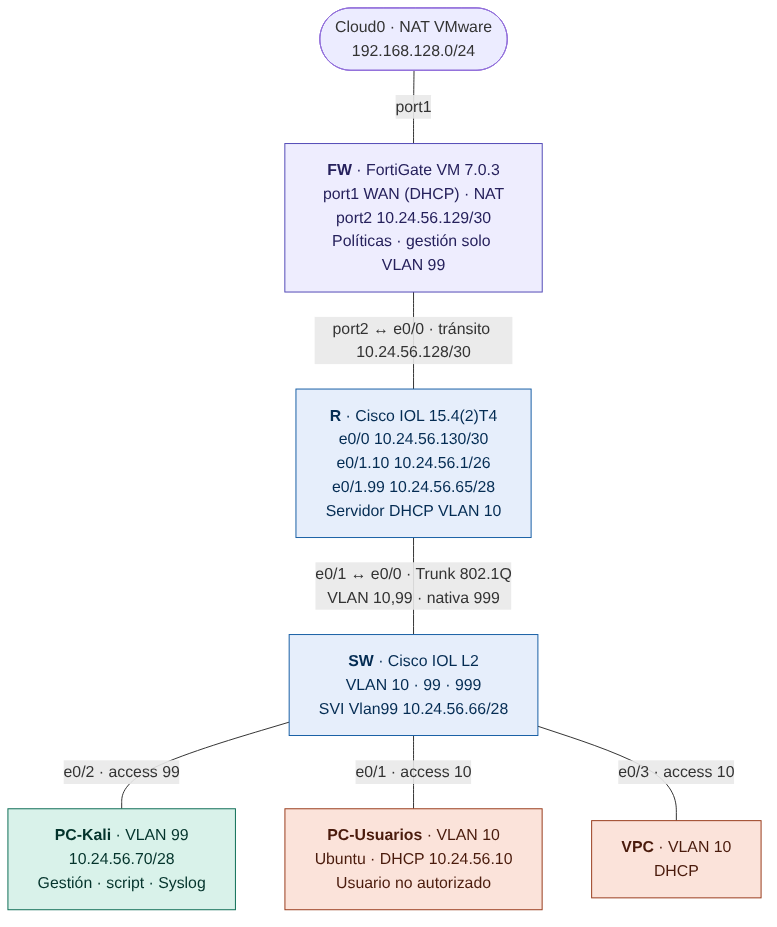 Cloud0 · NAT VMware
192.168.128.0/24
port1
FW · FortiGate VM 7.0.3
port1 WAN (DHCP) · NAT
port2 10.24.56.129/30
Políticas · gestión solo
VLAN 99
port2 ↔ e0/0 · tránsito
10.24.56.128/30
R · Cisco IOL 15.4(2)T4
e0/0 10.24.56.130/30
e0/1.10 10.24.56.1/26
e0/1.99 10.24.56.65/28
Servidor DHCP VLAN 10
e0/1 ↔ e0/0 · Trunk 802.1Q
VLAN 10,99 · nativa 999
SW · Cisco IOL L2
VLAN 10 · 99 · 999
SVI Vlan99 10.24.56.66/28
e0/2 · access 99
e0/1 · access 10
e0/3 · access 10
PC-Kali · VLAN 99
10.24.56.70/28
Gestión · script · Syslog
PC-Usuarios · VLAN 10
Ubuntu · DHCP 10.24.56.10
Usuario no autorizado
VPC · VLAN 10
DHCP